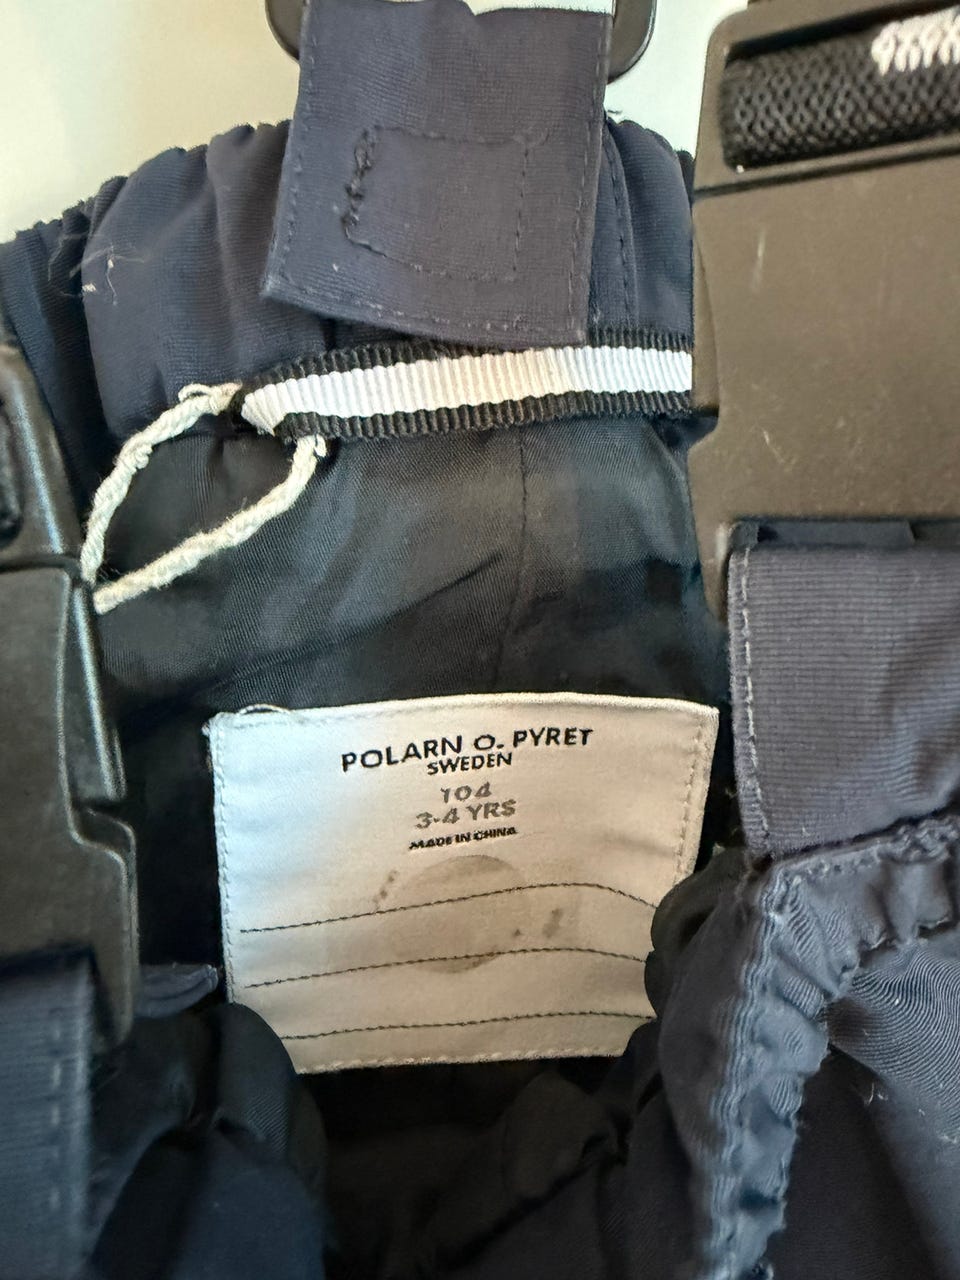 POLARN O. PYRET
SWEDEN
104
3-4 YRS
MADE IN CHINA